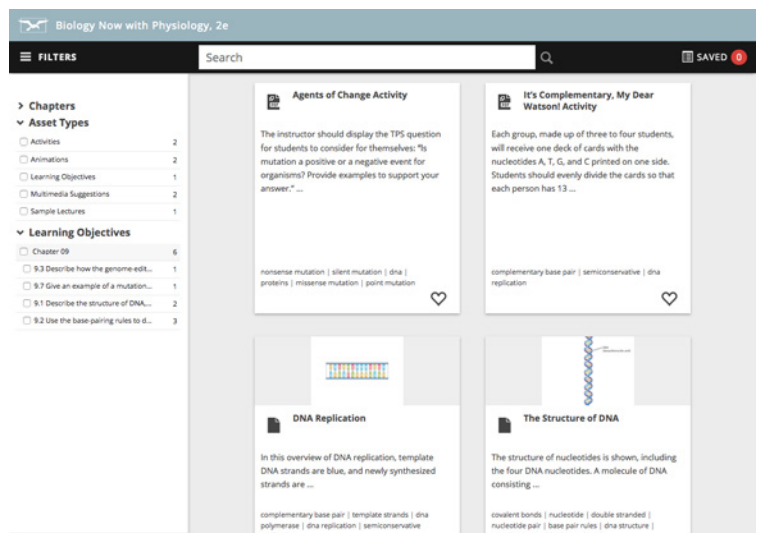 Biology Now with Physiology, 2e
FILTERS
Search
SAVED 0
Chapters
Asset Types
Activities 2
Animations 2
Learning Objectives 1
Multimedia Suggestions 2
Sample Lectures 1
Learning Objectives
Chapter 09 6
9.3 Describe how the genome-edit... 1
9.7 Give an example of a mutation... 1
9.1 Describe the structure of DNA,... 2
9.2 Use the base-pairing rules to d... 3
Agents of Change Activity
The instructor should display the TPS question
for students to consider for themselves: "Is
mutation a positive or a negative event for
organisms? Provide examples to support your
answer." ...
nonsense mutation | silent mutation | dna |
proteins | missense mutation | point mutation
It's Complementary, My Dear
Watson! Activity
Each group, made up of three to four students,
will receive one deck of cards with the
nucleotides A, T, G, and C printed on one side.
Students should evenly divide the cards so that
each person has 13 ...
complementary base pair | semiconservative | dna
replication
DNA Replication
In this overview of DNA replication, template
DNA strands are blue, and newly synthesized
strands are ...
complementary base pair | template strands | dna
polymerase | dna replication | semiconservative
The Structure of DNA
The structure of nucleotides is shown, including
the four DNA nucleotides. A molecule of DNA
consisting ...
covalent bonds | nucleotide | double stranded |
nucleotide pair | base pair rules | dna structure |